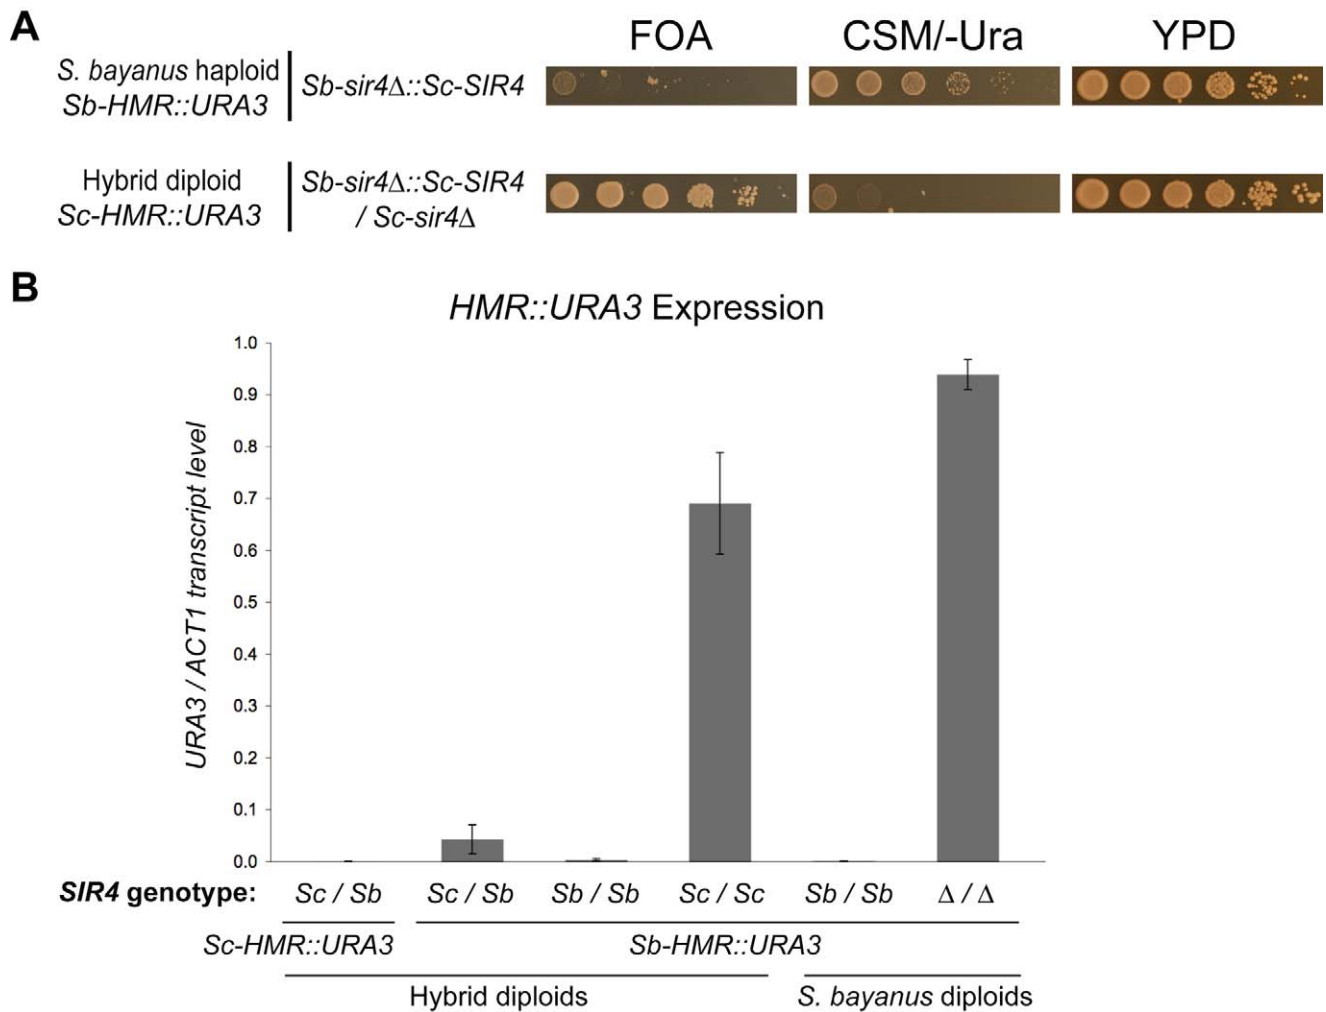 A
FOA CSM/-Ura YPD
S. bayanus haploid
Sb-HMR::URA3
Sb-sir4Δ::Sc-SIR4
Hybrid diploid
Sc-HMR::URA3
Sb-sir4Δ::Sc-SIR4
/ Sc-sir4Δ
B
HMR::URA3 Expression
URA3 / ACT1 transcript level
1.0
0.9
0.8
0.7
0.6
0.5
0.4
0.3
0.2
0.1
0.0
SIR4 genotype: Sc / Sb Sc / Sb Sb / Sb Sc / Sc Sb / Sb Δ / Δ
Sc-HMR::URA3 Sb-HMR::URA3
Hybrid diploids S. bayanus diploids